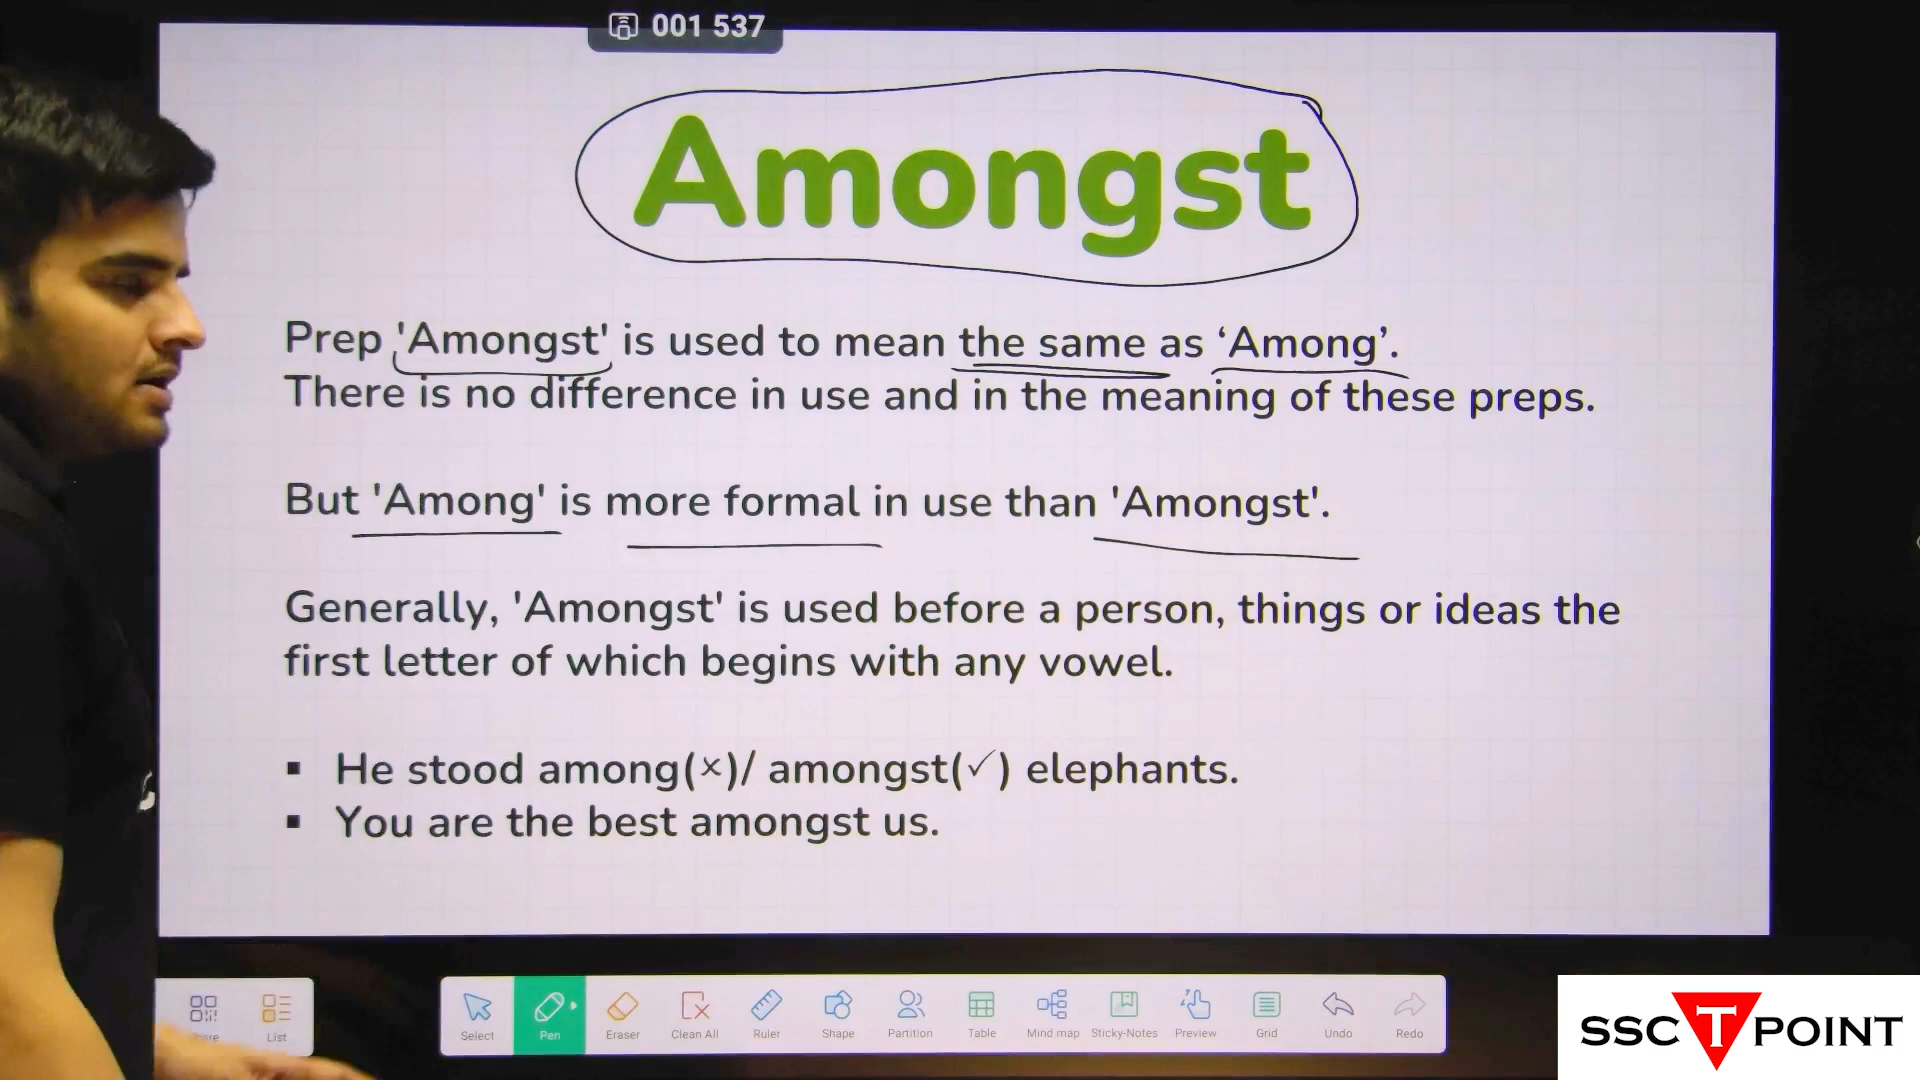 001 537
Amongst
Prep 'Amongst' is used to mean the same as ‘Among’.
There is no difference in use and in the meaning of these preps.
But 'Among' is more formal in use than 'Amongst'.
Generally, 'Amongst' is used before a person, things or ideas the
first letter of which begins with any vowel.
▪ He stood among(×)/ amongst(✓) elephants.
▪ You are the best amongst us.
List
Select Pen Eraser Clean All Ruler Shape Partition Table Mind map Sticky-Notes Preview Grid Undo Redo
SSC T POINT